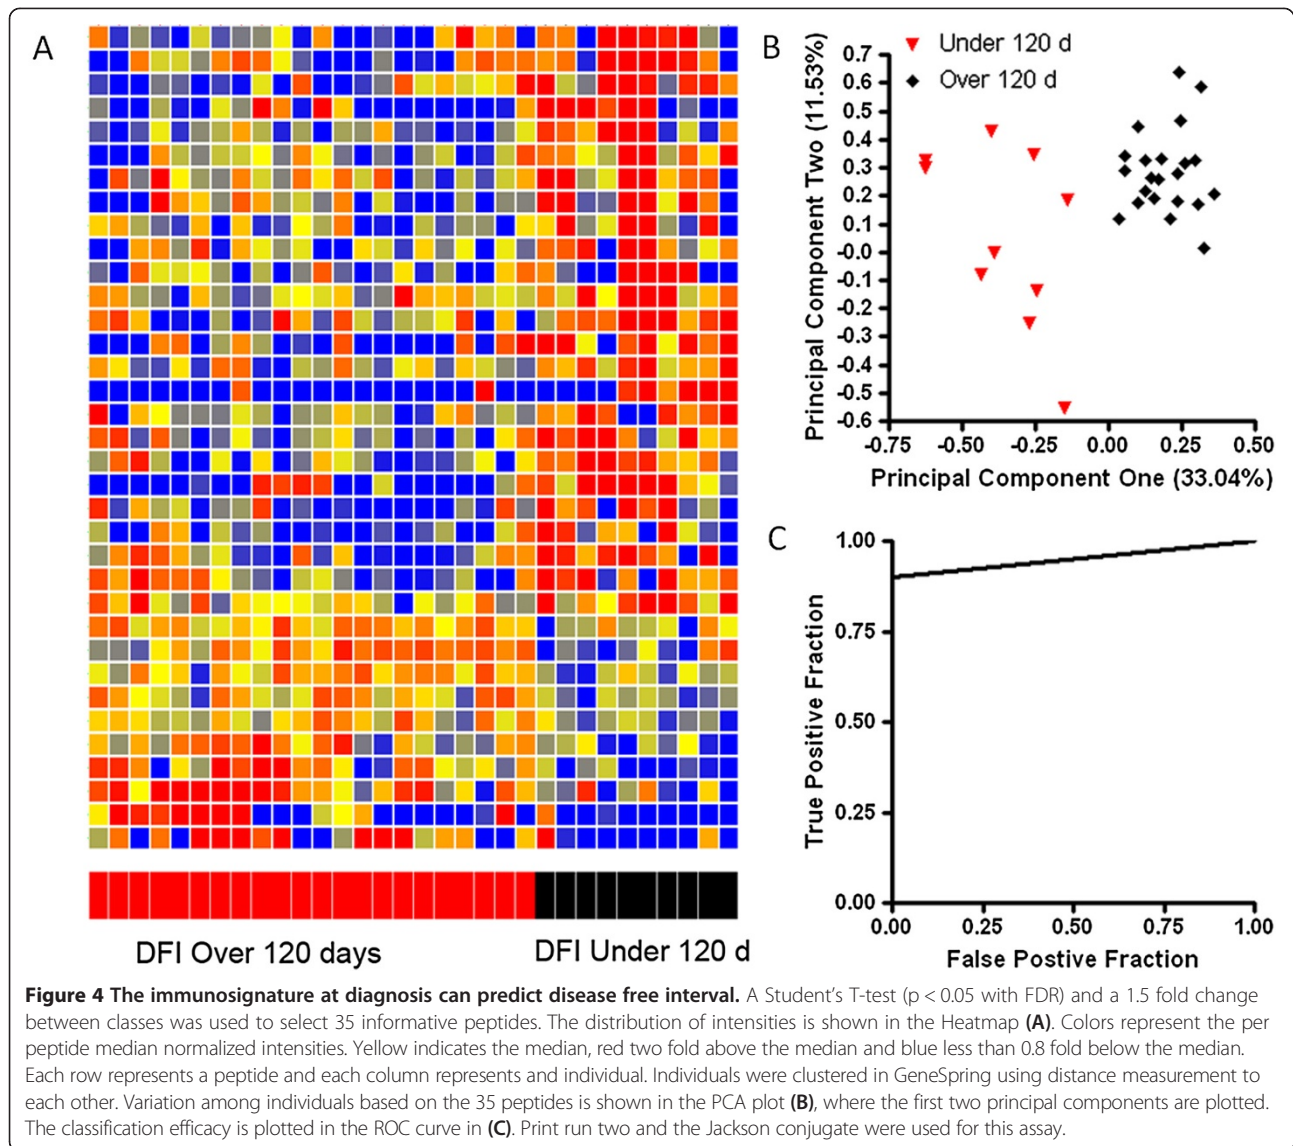 A
DFI Over 120 days
DFI Under 120 d
B
Under 120 d
Over 120 d
Principal Component Two (11.53%)
0.7
0.6
0.5
0.4
0.3
0.2
0.1
-0.0
-0.1
-0.2
-0.3
-0.4
-0.5
-0.6
-0.75
-0.50
-0.25
0.00
0.25
0.50
Principal Component One (33.04%)
C
True Positive Fraction
1.00
0.75
0.50
0.25
0.00
0.00
0.25
0.50
0.75
1.00
False Postive Fraction
Figure 4 The immunosignature at diagnosis can predict disease free interval. A Student's T-test (p < 0.05 with FDR) and a 1.5 fold change
between classes was used to select 35 informative peptides. The distribution of intensities is shown in the Heatmap (A). Colors represent the per
peptide median normalized intensities. Yellow indicates the median, red two fold above the median and blue less than 0.8 fold below the median.
Each row represents a peptide and each column represents and individual. Individuals were clustered in GeneSpring using distance measurement to
each other. Variation among individuals based on the 35 peptides is shown in the PCA plot (B), where the first two principal components are plotted.
The classification efficacy is plotted in the ROC curve in (C). Print run two and the Jackson conjugate were used for this assay.